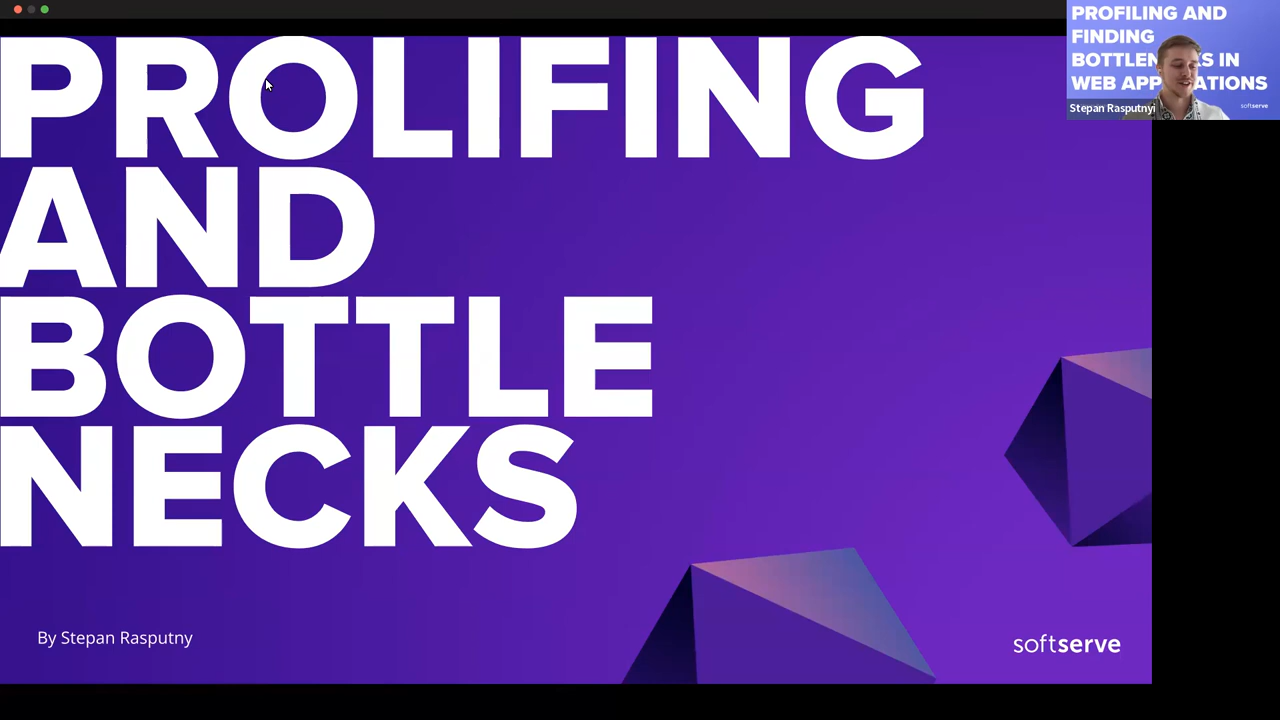 PROLIFING
AND
BOTTLE
NECKS
By Stepan Rasputny
softserve
PROFILING AND
FINDING
BOTTLEN S IN
WEB APP ATIONS
softserve
Stepan Rasputnyi